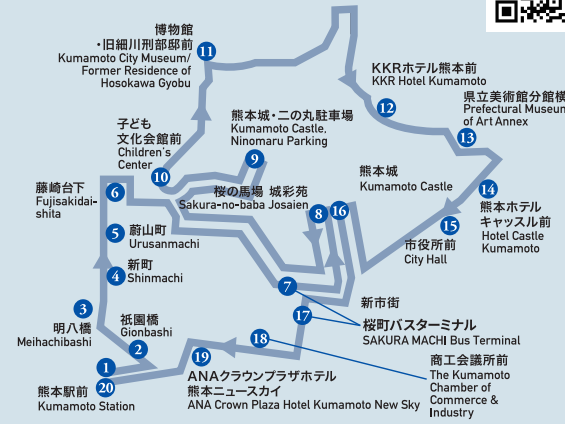 博物館
・旧細川刑部邸前
Kumamoto City Museum/
Former Residence of
Hosokawa Gyobu
11
KKRホテル熊本前
KKR Hotel Kumamoto
12
県立美術館分館横
Prefectural Museum
of Art Annex
13
子ども
文化会館前
Children's
Center
10
熊本城・二の丸駐車場
Kumamoto Castle,
Ninomaru Parking
9
熊本城
Kumamoto Castle
14
熊本ホテル
キャッスル前
Hotel Castle
Kumamoto
藤崎台下
Fujisakidai-
shita
6
桜の馬場 城彩苑
Sakura-no-baba Josaien
8
16
15
市役所前
City Hall
5
蔚山町
Urusanmachi
4
新町
Shinmachi
7
新市街
3
明八橋
Meihachibashi
祇園橋
Gionbashi
2
17
桜町バスターミナル
SAKURA MACHI Bus Terminal
18
商工会議所前
The Kumamoto
Chamber of
Commerce &
Industry
19
ANAクラウンプラザホテル
熊本ニュースカイ
ANA Crown Plaza Hotel Kumamoto New Sky
1
20
熊本駅前
Kumamoto Station